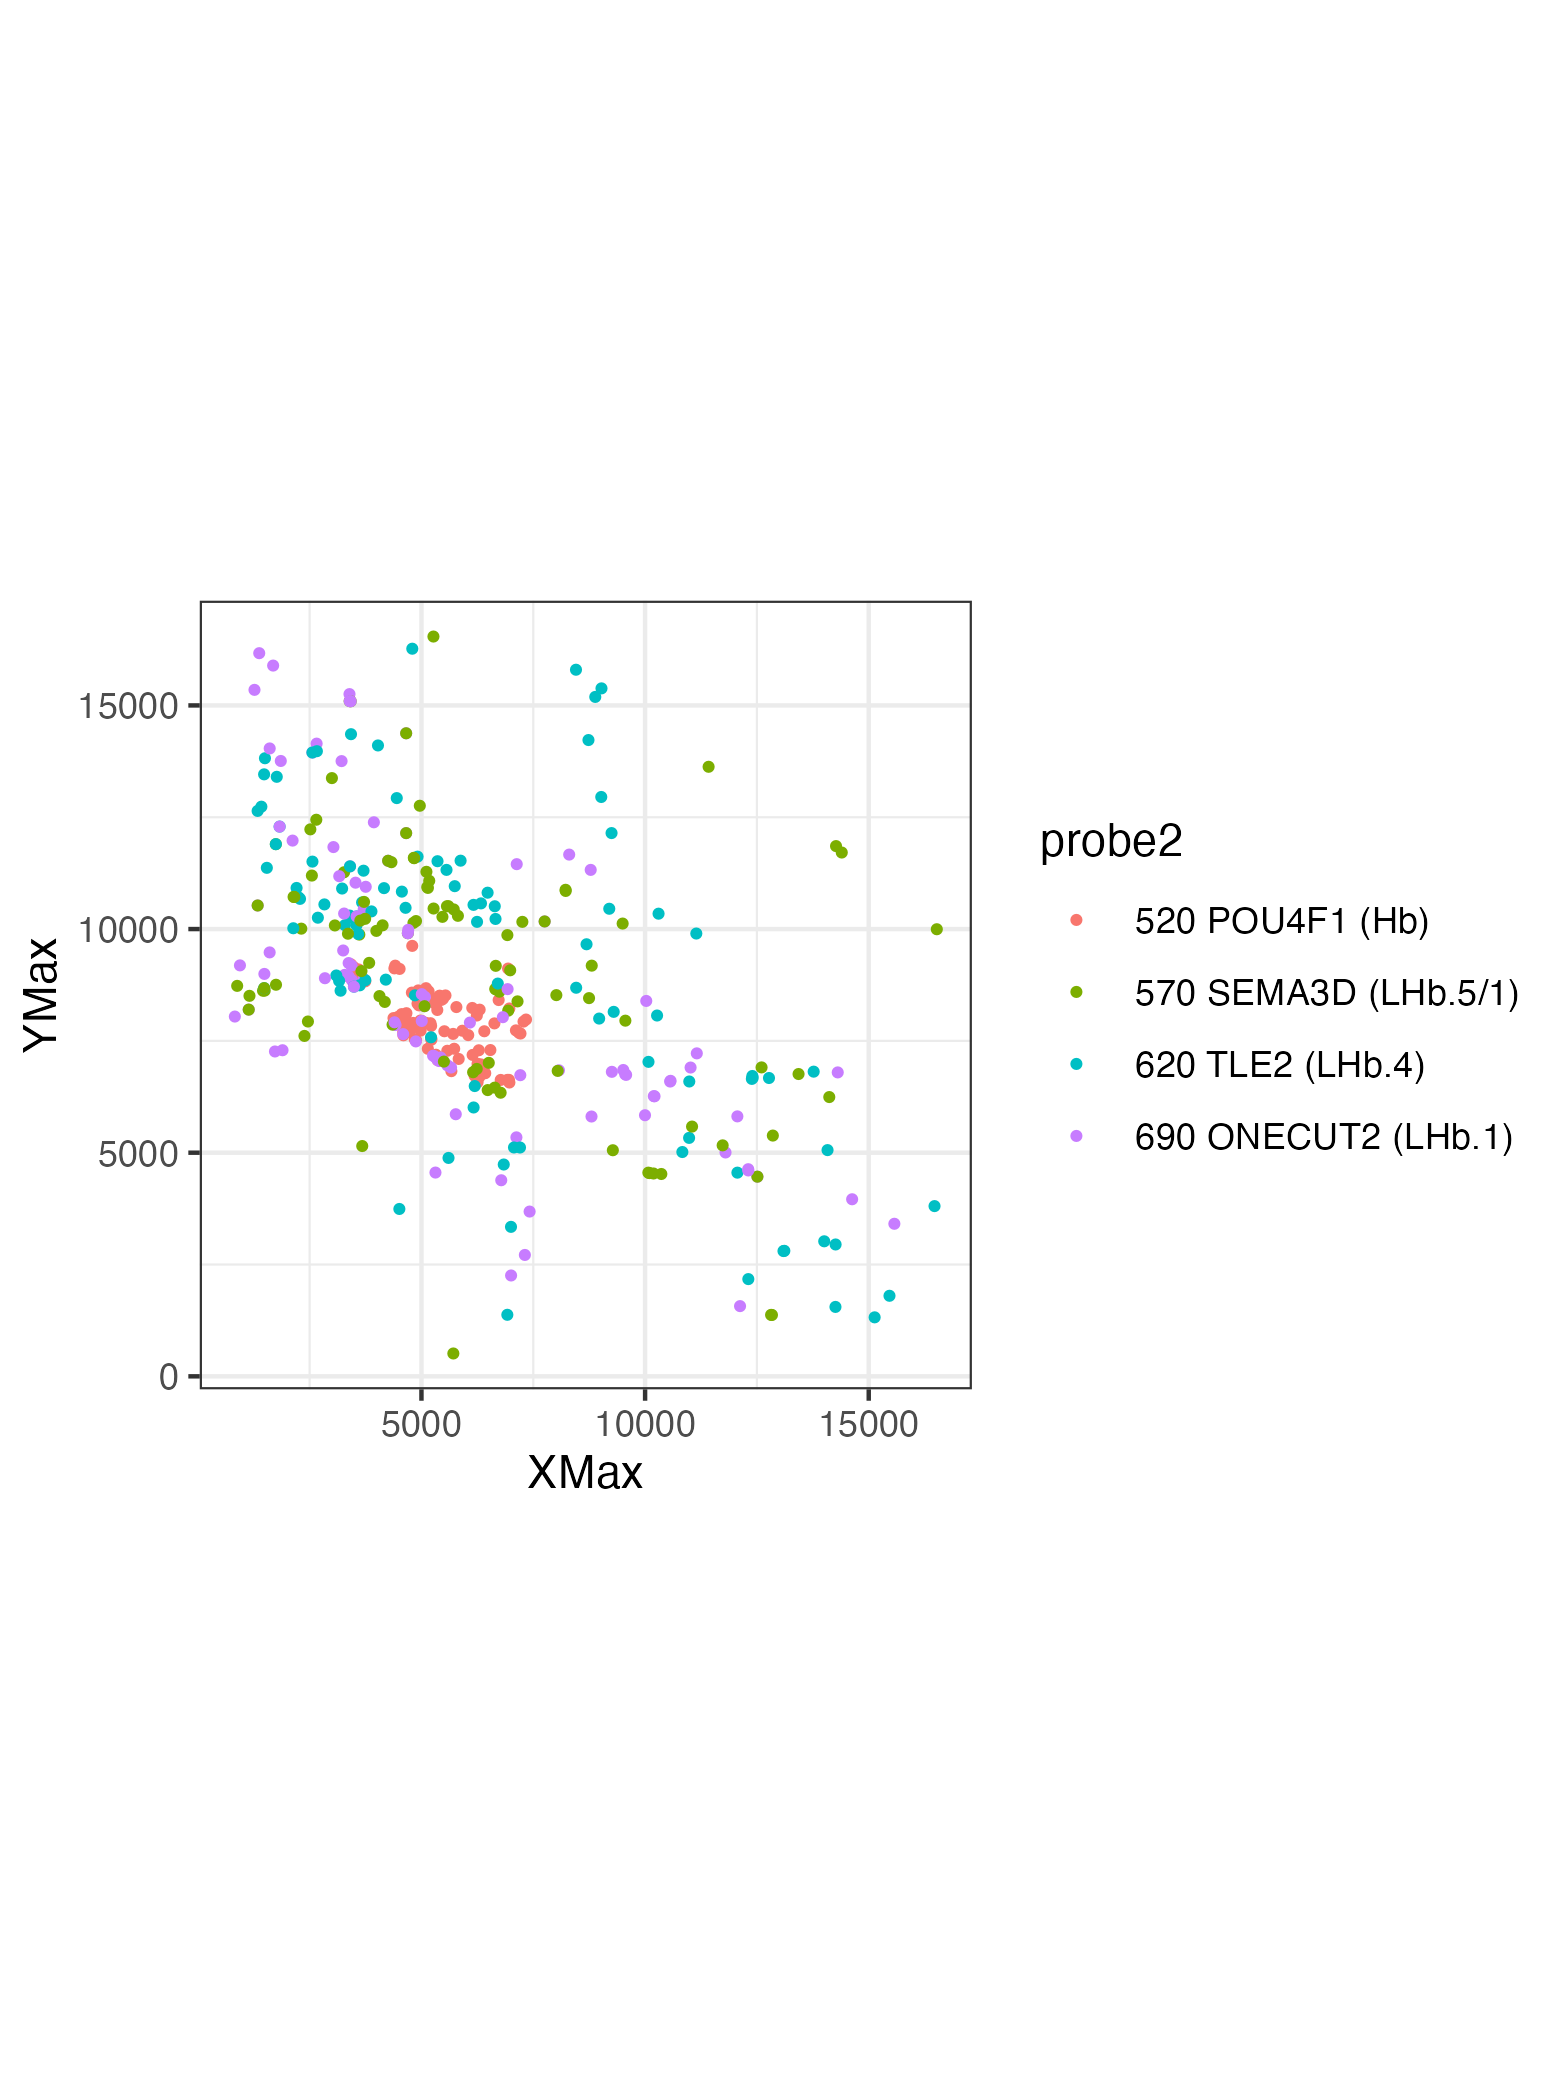 15000
10000
5000
0
YMax
5000 10000 15000
XMax
probe2
520 POU4F1 (Hb)
570 SEMA3D (LHb.5/1)
620 TLE2 (LHb.4)
690 ONECUT2 (LHb.1)